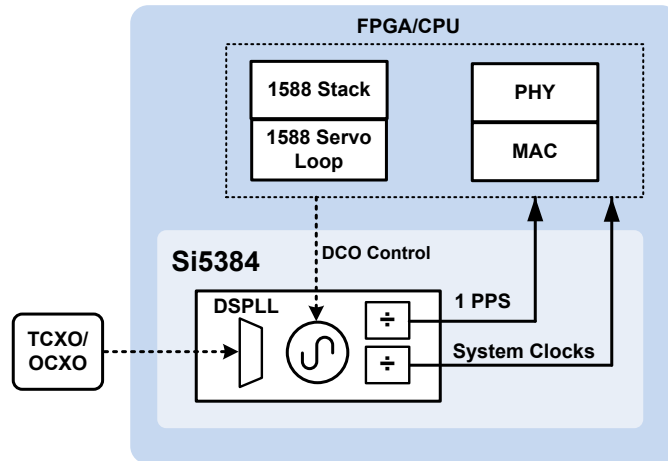 FPGA/CPU
1588 Stack
1588 Servo
Loop
PHY
MAC
Si5384
DCO Control
DSPLL
÷
1 PPS
÷
System Clocks
TCXO/
OCXO